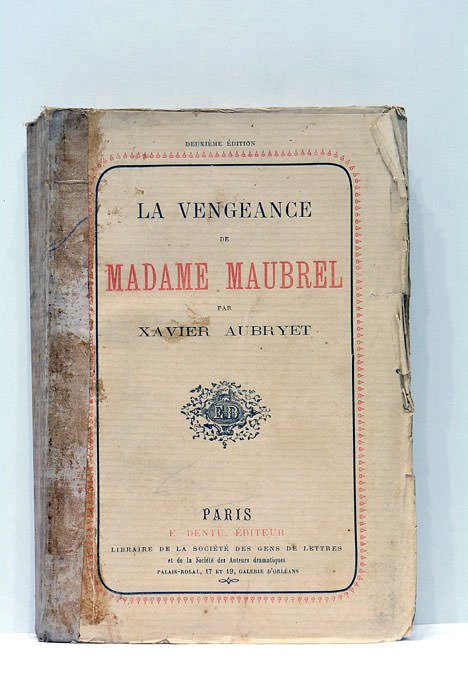 DEUXIÈME ÉDITION
LA VENGEANCE
DE
MADAME MAUBREL
PAR
XAVIER AUBRYET
ED
PARIS
E. DENTU, ÉDITEUR
LIBRAIRE DE LA SOCIÉTÉ DES GENS DE LETTRES
et de la Société des Auteurs dramatiques
PALAIS-ROYAL, 17 ET 19, GALERIE D'ORLÉANS